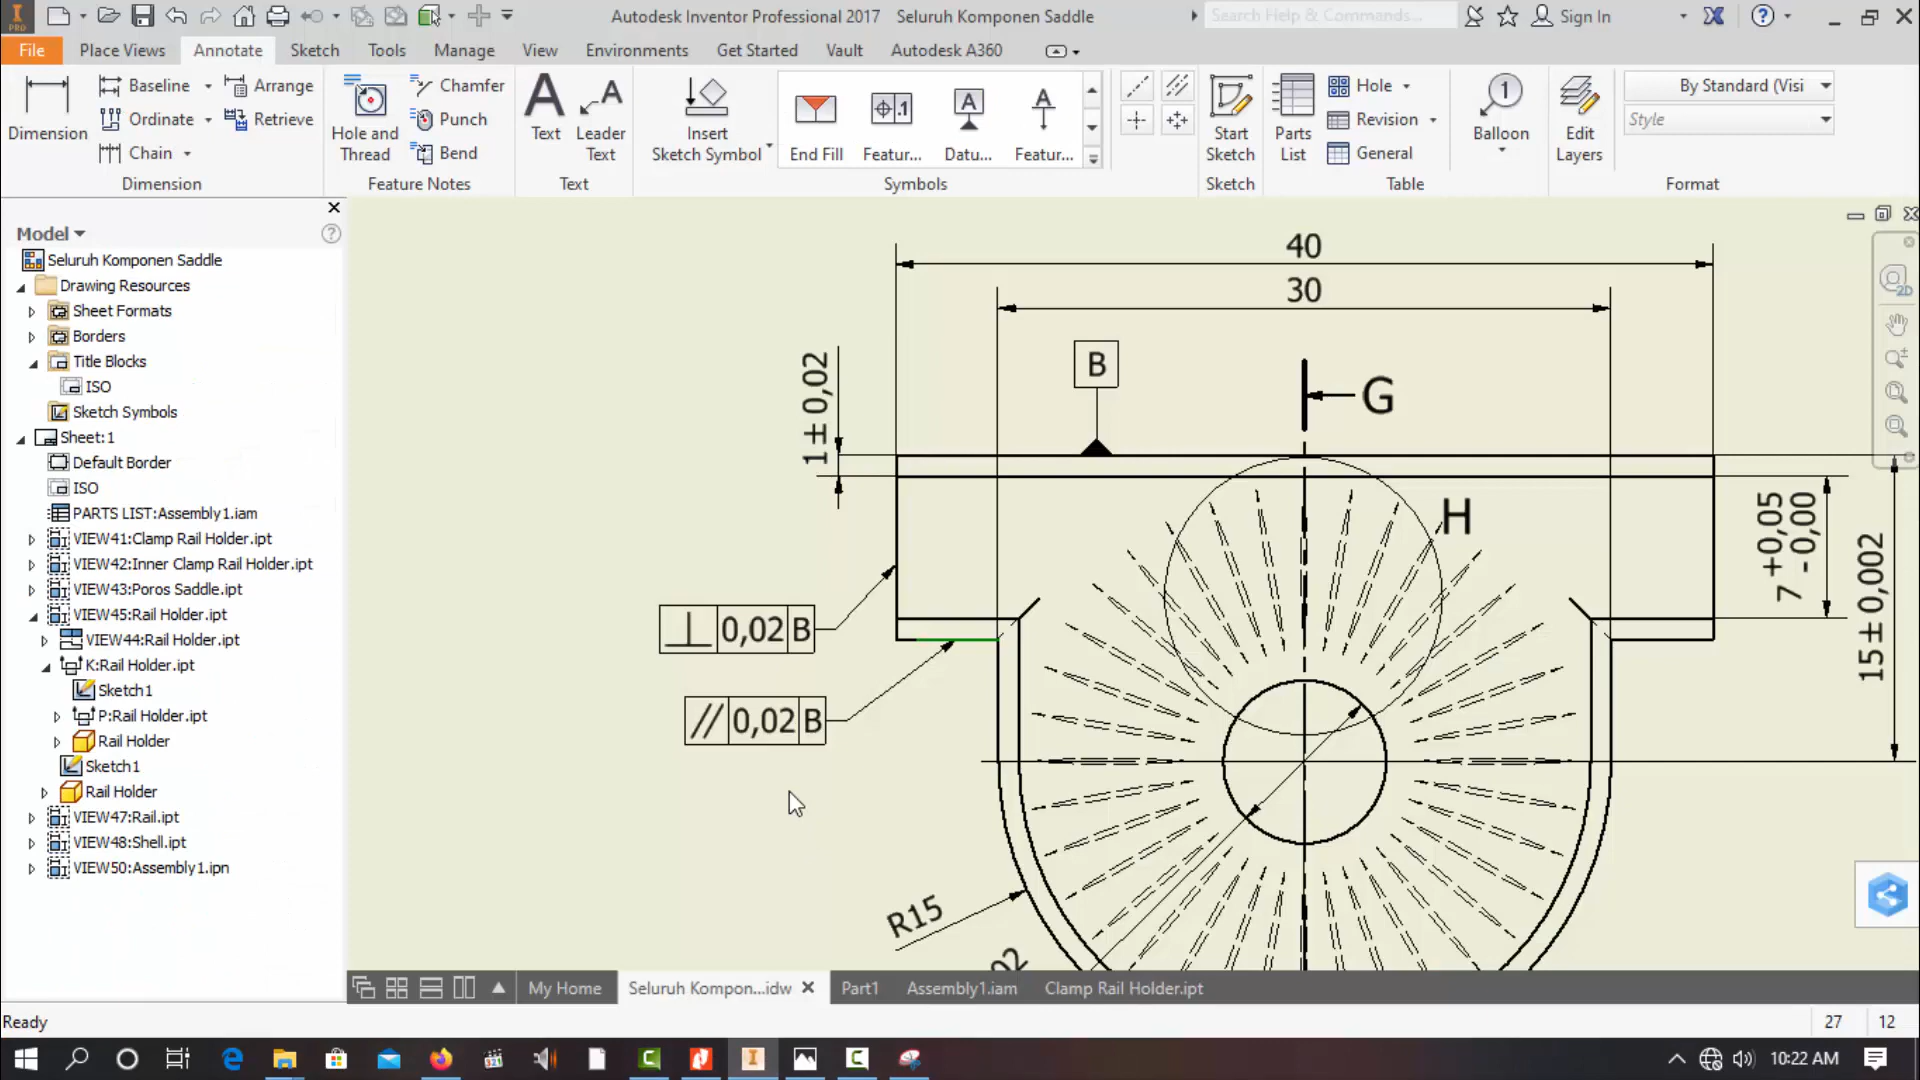 I PRO
Autodesk Inventor Professional 2017 Seluruh Komponen Saddle
Search Help & Commands...
Sign In
File Place Views Annotate Sketch Tools Manage View Environments Get Started Vault Autodesk A360
Dimension
Baseline
Ordinate
Chain
Arrange
Retrieve
Dimension
Hole and Thread
Chamfer
Punch
Bend
Feature Notes
Text
Leader Text
Text
Insert Sketch Symbol
End Fill
Featur...
Datu...
Featur...
Symbols
Start Sketch
Sketch
Parts List
Hole
Revision
General
Table
Balloon
Edit Layers
By Standard (Visi
Style
Format
Model
Seluruh Komponen Saddle
Drawing Resources
Sheet Formats
Borders
Title Blocks
ISO
Sketch Symbols
Sheet:1
Default Border
ISO
PARTS LIST:Assembly1.iam
VIEW41:Clamp Rail Holder.ipt
VIEW42:Inner Clamp Rail Holder.ipt
VIEW43:Poros Saddle.ipt
VIEW45:Rail Holder.ipt
VIEW44:Rail Holder.ipt
K:Rail Holder.ipt
Sketch1
P:Rail Holder.ipt
Rail Holder
Sketch1
Rail Holder
VIEW47:Rail.ipt
VIEW48:Shell.ipt
VIEW50:Assembly1.ipn
40
30
1±0,02
B
G
H
7 +0,05 -0,00
15±0,002
⊥ 0,02 B
// 0,02 B
R15
02
2D
My Home
Seluruh Kompon...idw
Part1
Assembly1.iam
Clamp Rail Holder.ipt
Ready
27 12
10:22 AM